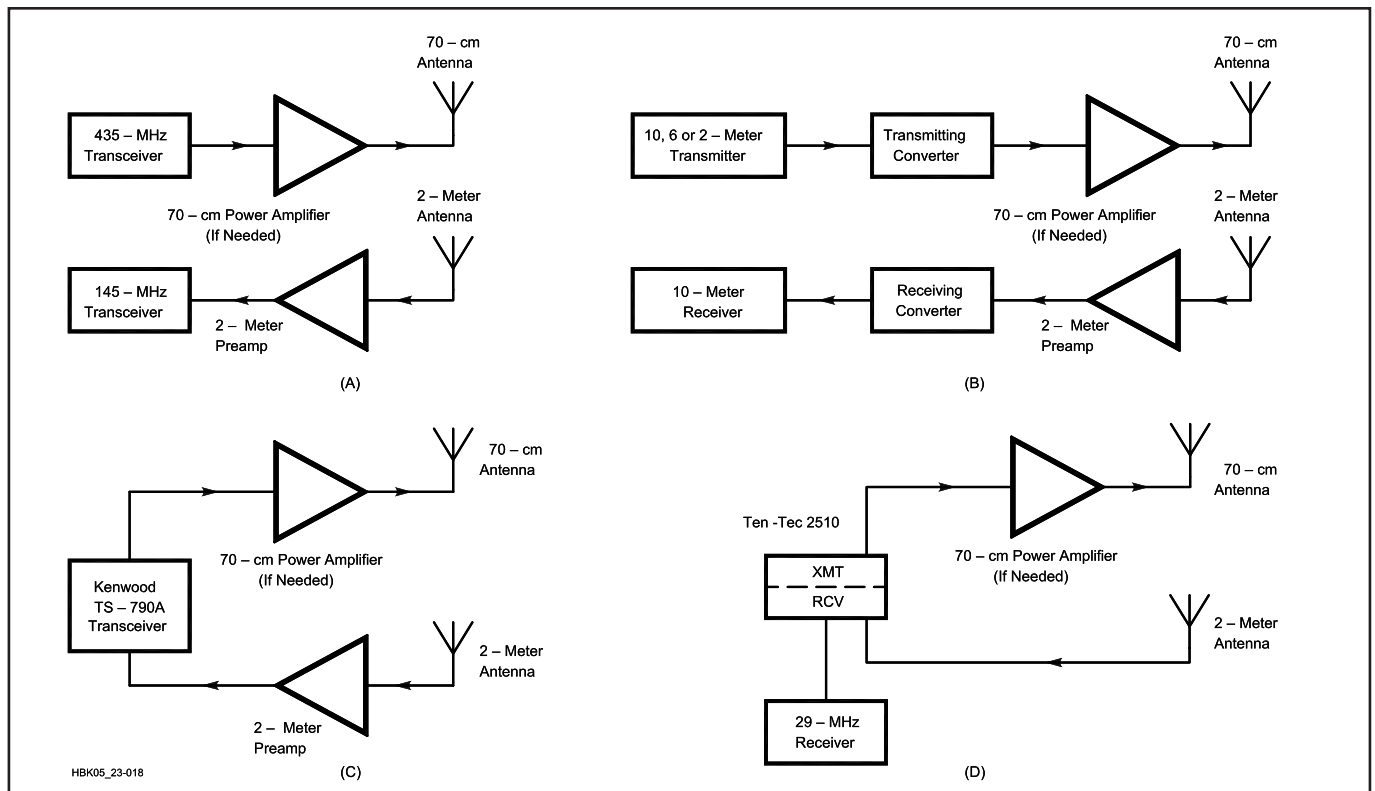 70 – cm
Antenna
435 – MHz
Transceiver
70 – cm Power Amplifier
(If Needed)
2 – Meter
Antenna
145 – MHz
Transceiver
2 – Meter
Preamp
(A)
70 – cm
Antenna
10, 6 or 2 – Meter
Transmitter
Transmitting
Converter
70 – cm Power Amplifier
(If Needed)
2 – Meter
Antenna
10 – Meter
Receiver
Receiving
Converter
2 – Meter
Preamp
(B)
70 – cm
Antenna
70 – cm Power Amplifier
(If Needed)
Kenwood
TS – 790A
Transceiver
2 – Meter
Antenna
2 – Meter
Preamp
(C)
HBK05_23-018
70 – cm
Antenna
Ten -Tec 2510
70 – cm Power Amplifier
(If Needed)
XMT
RCV
2 – Meter
Antenna
29 – MHz
Receiver
(D)